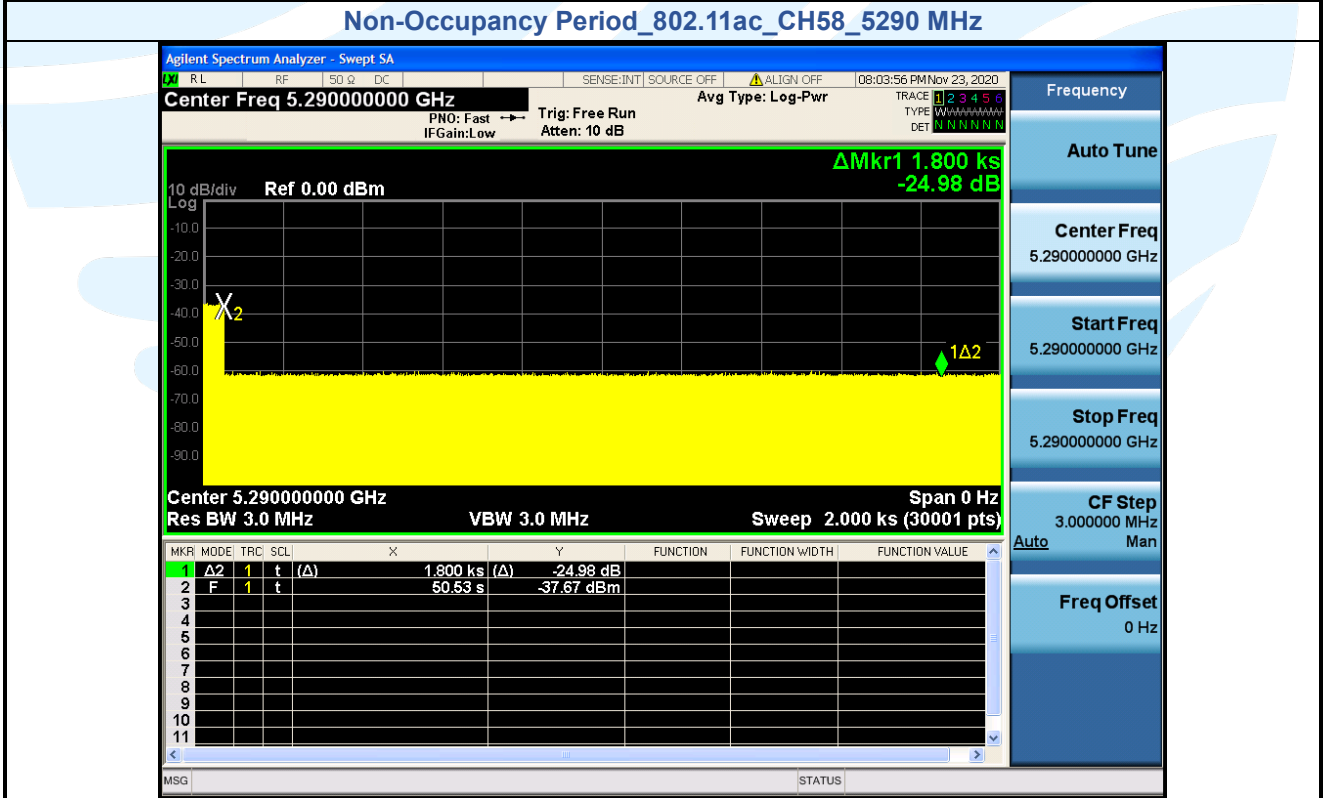 Non-Occupancy Period_802.11ac_CH58_5290 MHz
Agilent Spectrum Analyzer - Swept SA
LXI RL RF 50 Ω DC SENSE:INT SOURCE OFF ALIGN OFF 08:03:56 PM Nov 23, 2020
Center Freq 5.290000000 GHz
PNO: Fast
IFGain:Low
Trig: Free Run
Atten: 10 dB
Avg Type: Log-Pwr
TRACE 1 2 3 4 5 6
TYPE WWWWWW
DET N N N N N N
ΔMkr1 1.800 ks
-24.98 dB
10 dB/div Ref 0.00 dBm
Log
-10.0
-20.0
-30.0
-40.0
-50.0
-60.0
-70.0
-80.0
-90.0
2
1Δ2
Center 5.290000000 GHz Span 0 Hz
Res BW 3.0 MHz VBW 3.0 MHz Sweep 2.000 ks (30001 pts)
MKR MODE TRC SCL X Y FUNCTION FUNCTION WIDTH FUNCTION VALUE
1 Δ2 1 t (Δ) 1.800 ks (Δ) -24.98 dB
2 F 1 t 50.53 s -37.67 dBm
3
4
5
6
7
8
9
10
11
MSG STATUS
Frequency
Auto Tune
Center Freq
5.290000000 GHz
Start Freq
5.290000000 GHz
Stop Freq
5.290000000 GHz
CF Step
3.000000 MHz
Auto Man
Freq Offset
0 Hz